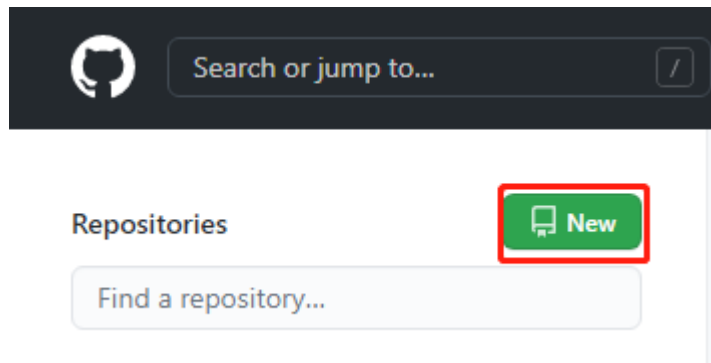 Search or jump to... /
Repositories
New
Find a repository...